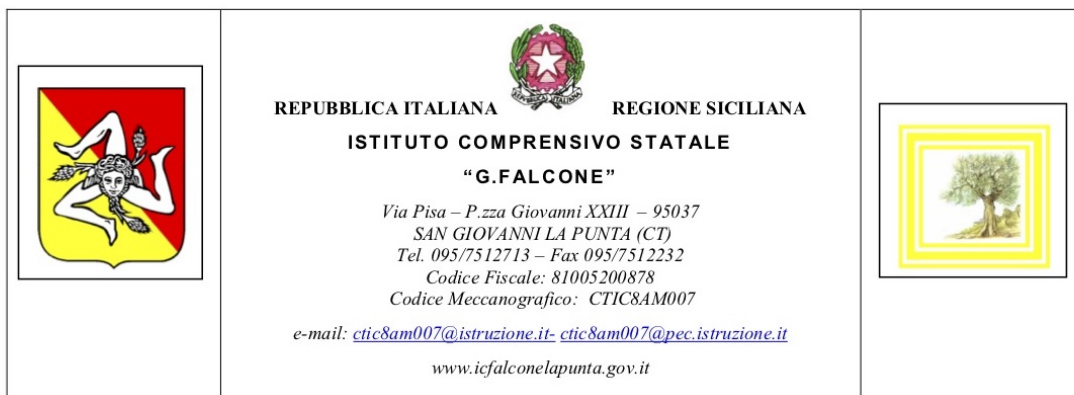 REPUBBLICA ITALIANA REGIONE SICILIANA
ISTITUTO COMPRENSIVO STATALE
“G.FALCONE”
Via Pisa – P.zza Giovanni XXIII – 95037
SAN GIOVANNI LA PUNTA (CT)
Tel. 095/7512713 – Fax 095/7512232
Codice Fiscale: 81005200878
Codice Meccanografico: CTIC8AM007
e-mail: ctic8am007@istruzione.it- ctic8am007@pec.istruzione.it
www.icfalconelapunta.gov.it